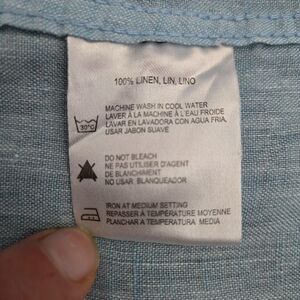 100% LINEN, LIN, LINO
MACHINE WASH IN COOL WATER
LAVER À LA MACHINE À L'EAU FROIDE
LAVAR EN LAVADORA CON AGUA FRIA,
USAR JABON SUAVE
30°C
DO NOT BLEACH
NE PAS UTILISER D'AGENT
DE BLANCHIMENT
NO USAR BLANQUEADOR
IRON AT MEDIUM SETTING
REPASSER À TEMPÉRATURE MOYENNE
PLANCHAR A TEMPERATURA MEDIA